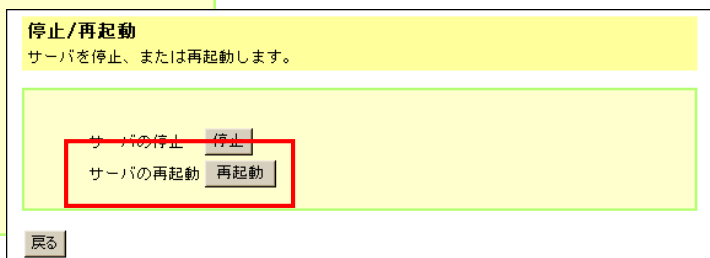 停止/再起動
サーバを停止、または再起動します。
サーバの停止 停止
サーバの再起動 再起動
戻る